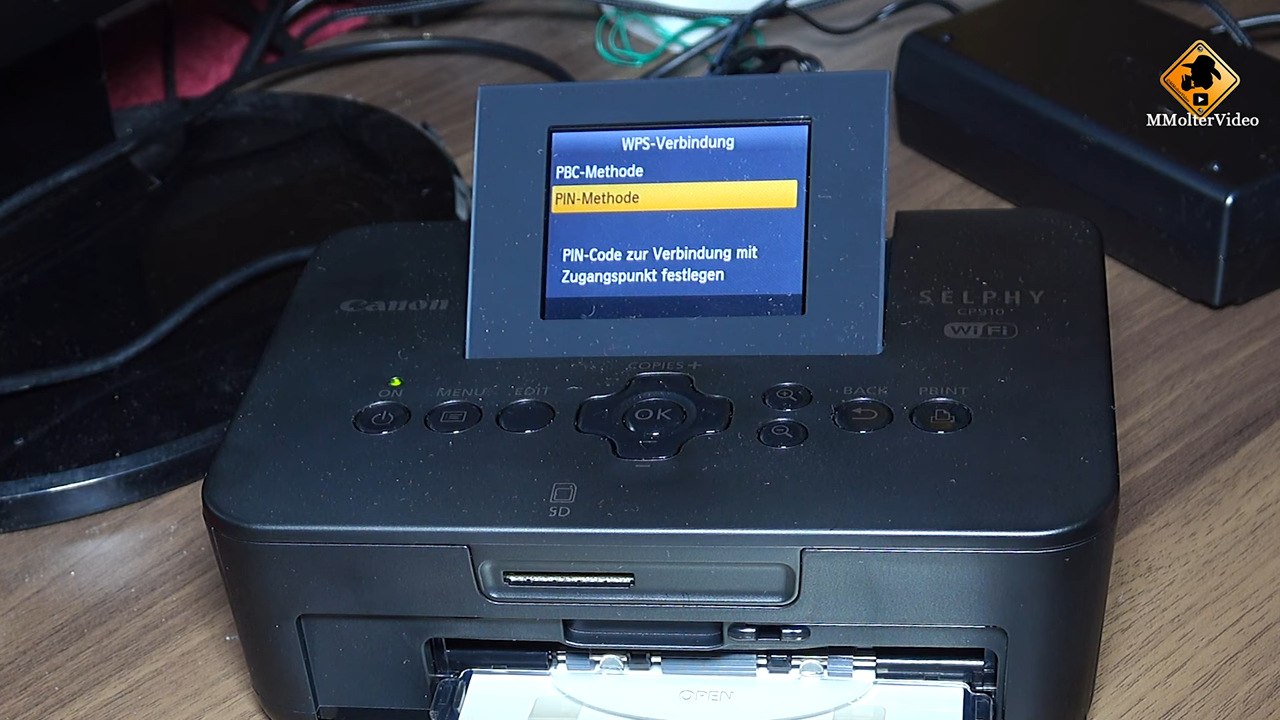 MMolterVideo
WPS-Verbindung
PBC-Methode
PIN-Methode
PIN-Code zur Verbindung mit
Zugangspunkt festlegen
Canon
SELPHY
CP910
WiFi
COPIES +
ON
MENU
EDIT
BACK
PRINT
OK
SD
OPEN